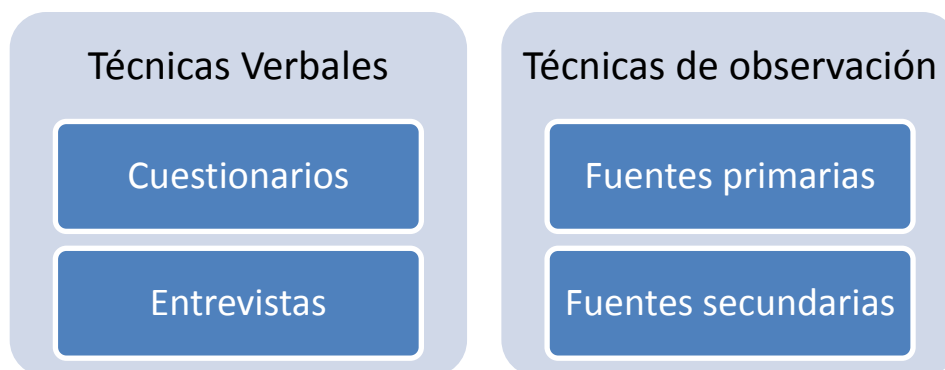 Técnicas Verbales
Cuestionarios
Entrevistas
Técnicas de observación
Fuentes primarias
Fuentes secundarias